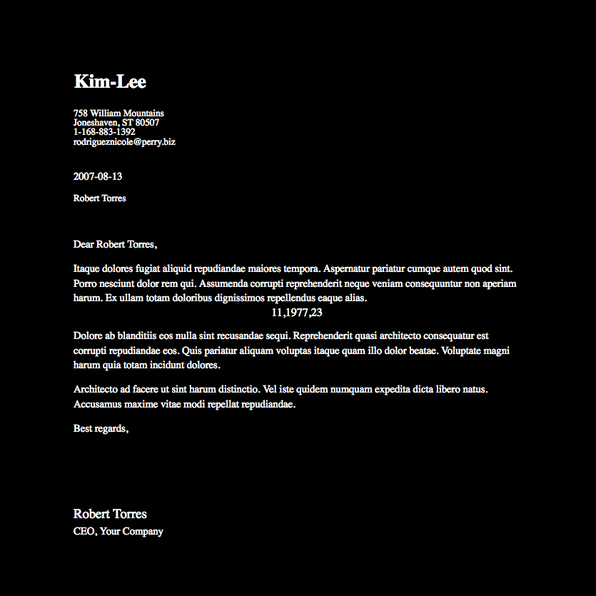 Kim-Lee
758 William Mountains
Joneshaven, ST 80507
1-168-883-1392
rodrigueznicole@perry.biz
2007-08-13
Robert Torres
Dear Robert Torres,
Itaque dolores fugiat aliquid repudiandae maiores tempora. Aspernatur pariatur cumque autem quod sint.
Porro nesciunt dolor rem qui. Assumenda corrupti reprehenderit neque veniam consequuntur non aperiam
harum. Ex ullam totam doloribus dignissimos repellendus eaque alias.
11,1977,23
Dolore ab blanditiis eos nulla sint recusandae sequi. Reprehenderit quasi architecto consequatur est
corrupti repudiandae eos. Quis pariatur aliquam voluptas itaque quam illo dolor beatae. Voluptate magni
harum quia totam incidunt dolores.
Architecto ad facere ut sint harum distinctio. Vel iste quidem numquam expedita dicta libero natus.
Accusamus maxime vitae modi repellat repudiandae.
Best regards,
Robert Torres
CEO, Your Company